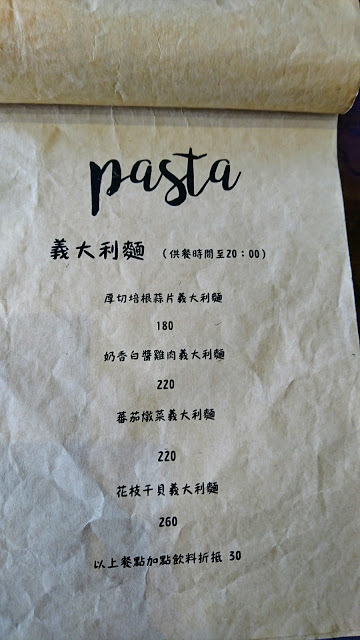 pasta
義大利麵 (供餐時間至20:00)
厚切培根蒜片義大利麵
180
奶香白醬雞肉義大利麵
220
蕃茄燉菜義大利麵
220
花枝干貝義大利麵
260
以上餐點加點飲料折抵 30